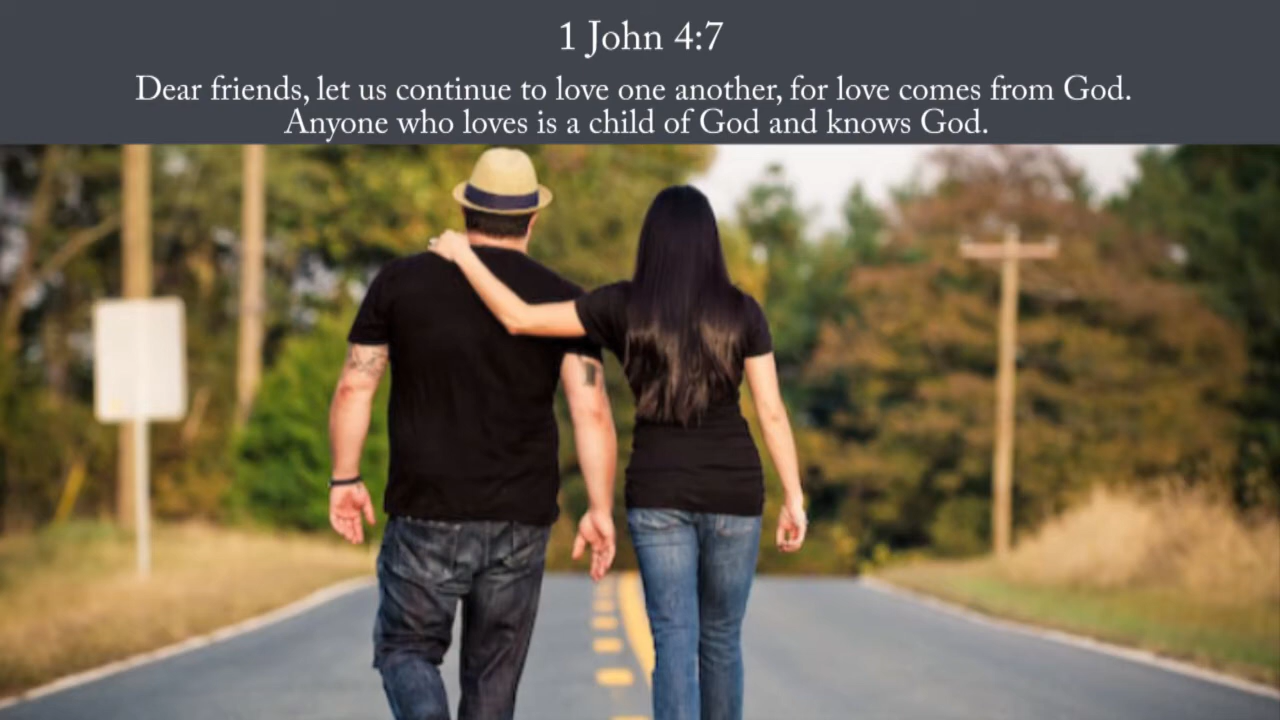 1 John 4:7
Dear friends, let us continue to love one another, for love comes from God.
Anyone who loves is a child of God and knows God.